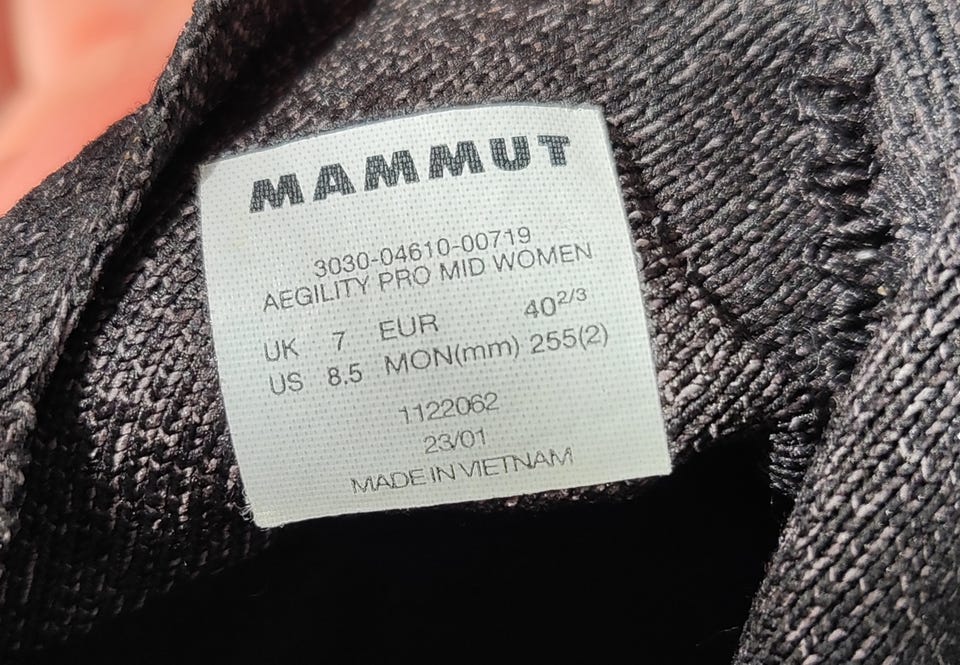 MAMMUT
3030-04610-00719
AEGILITY PRO MID WOMEN
UK 7 EUR 40 2/3
US 8.5 MON(mm) 255(2)
1122062
23/01
MADE IN VIETNAM